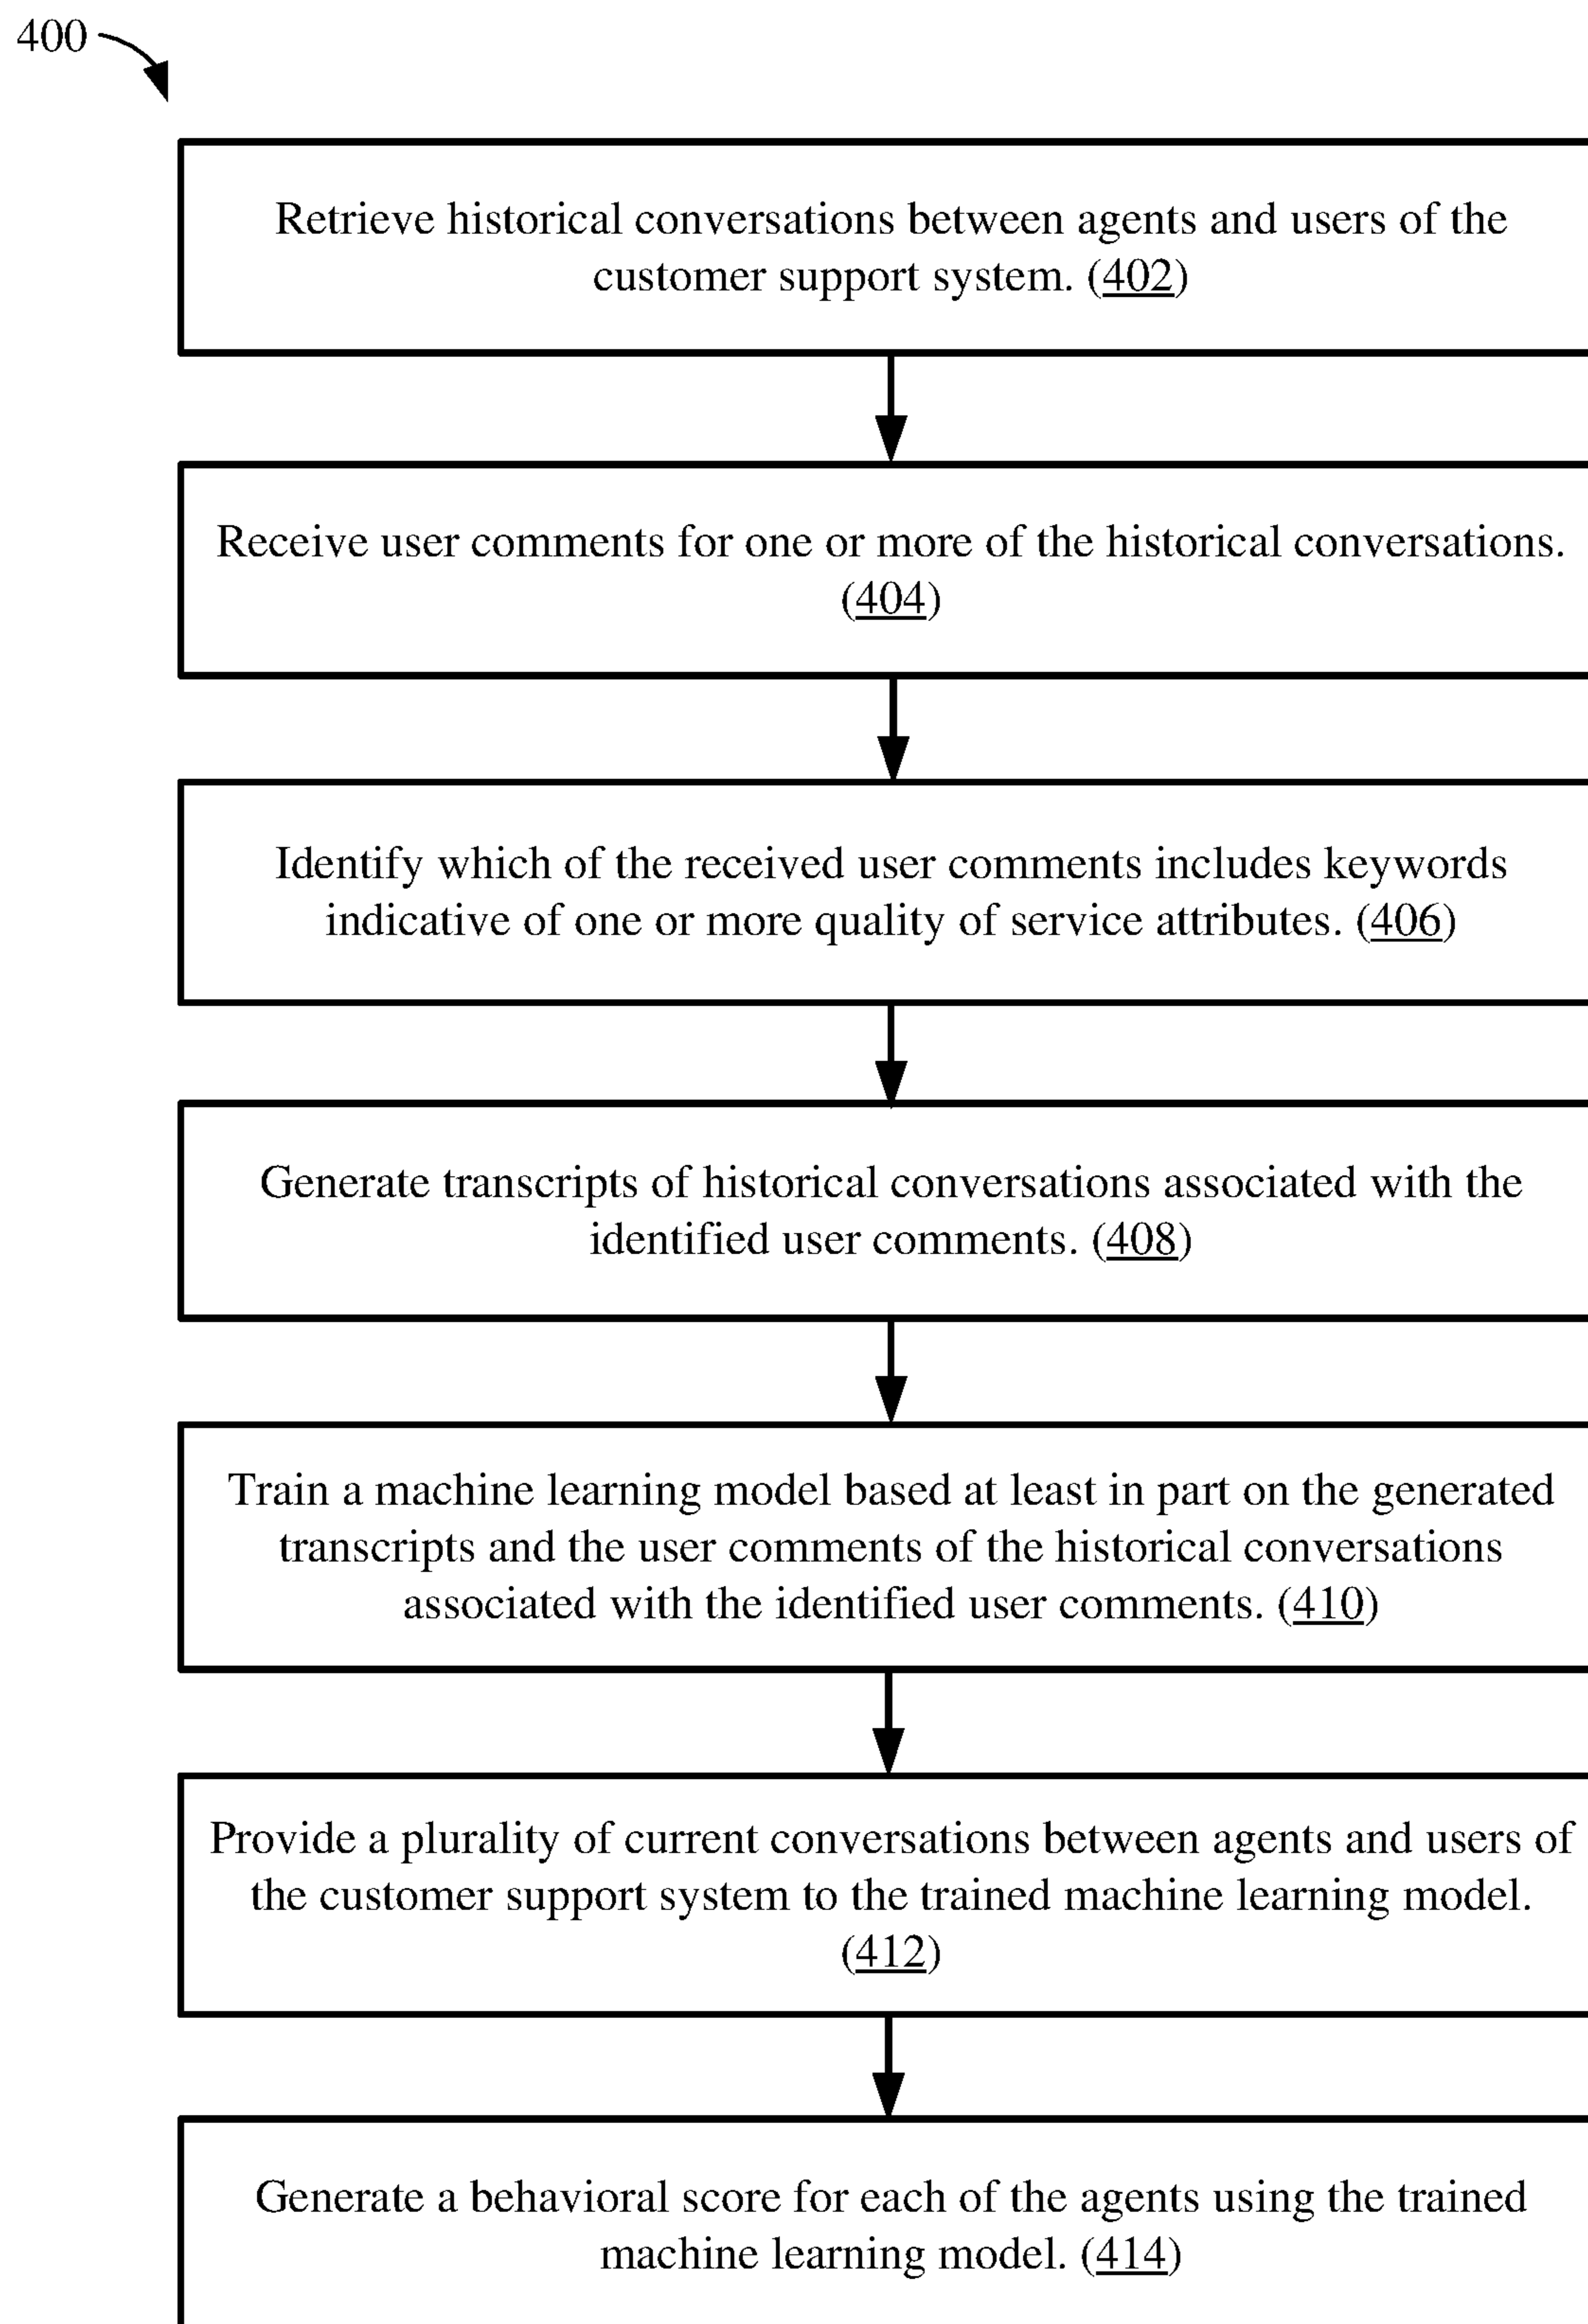 400
Retrieve historical conversations between agents and users of the
customer support system. (402)
Receive user comments for one or more of the historical conversations.
(404)
Identify which of the received user comments includes keywords
indicative of one or more quality of service attributes. (406)
Generate transcripts of historical conversations associated with the
identified user comments. (408)
Train a machine learning model based at least in part on the generated
transcripts and the user comments of the historical conversations
associated with the identified user comments. (410)
Provide a plurality of current conversations between agents and users of
the customer support system to the trained machine learning model.
(412)
Generate a behavioral score for each of the agents using the trained
machine learning model. (414)